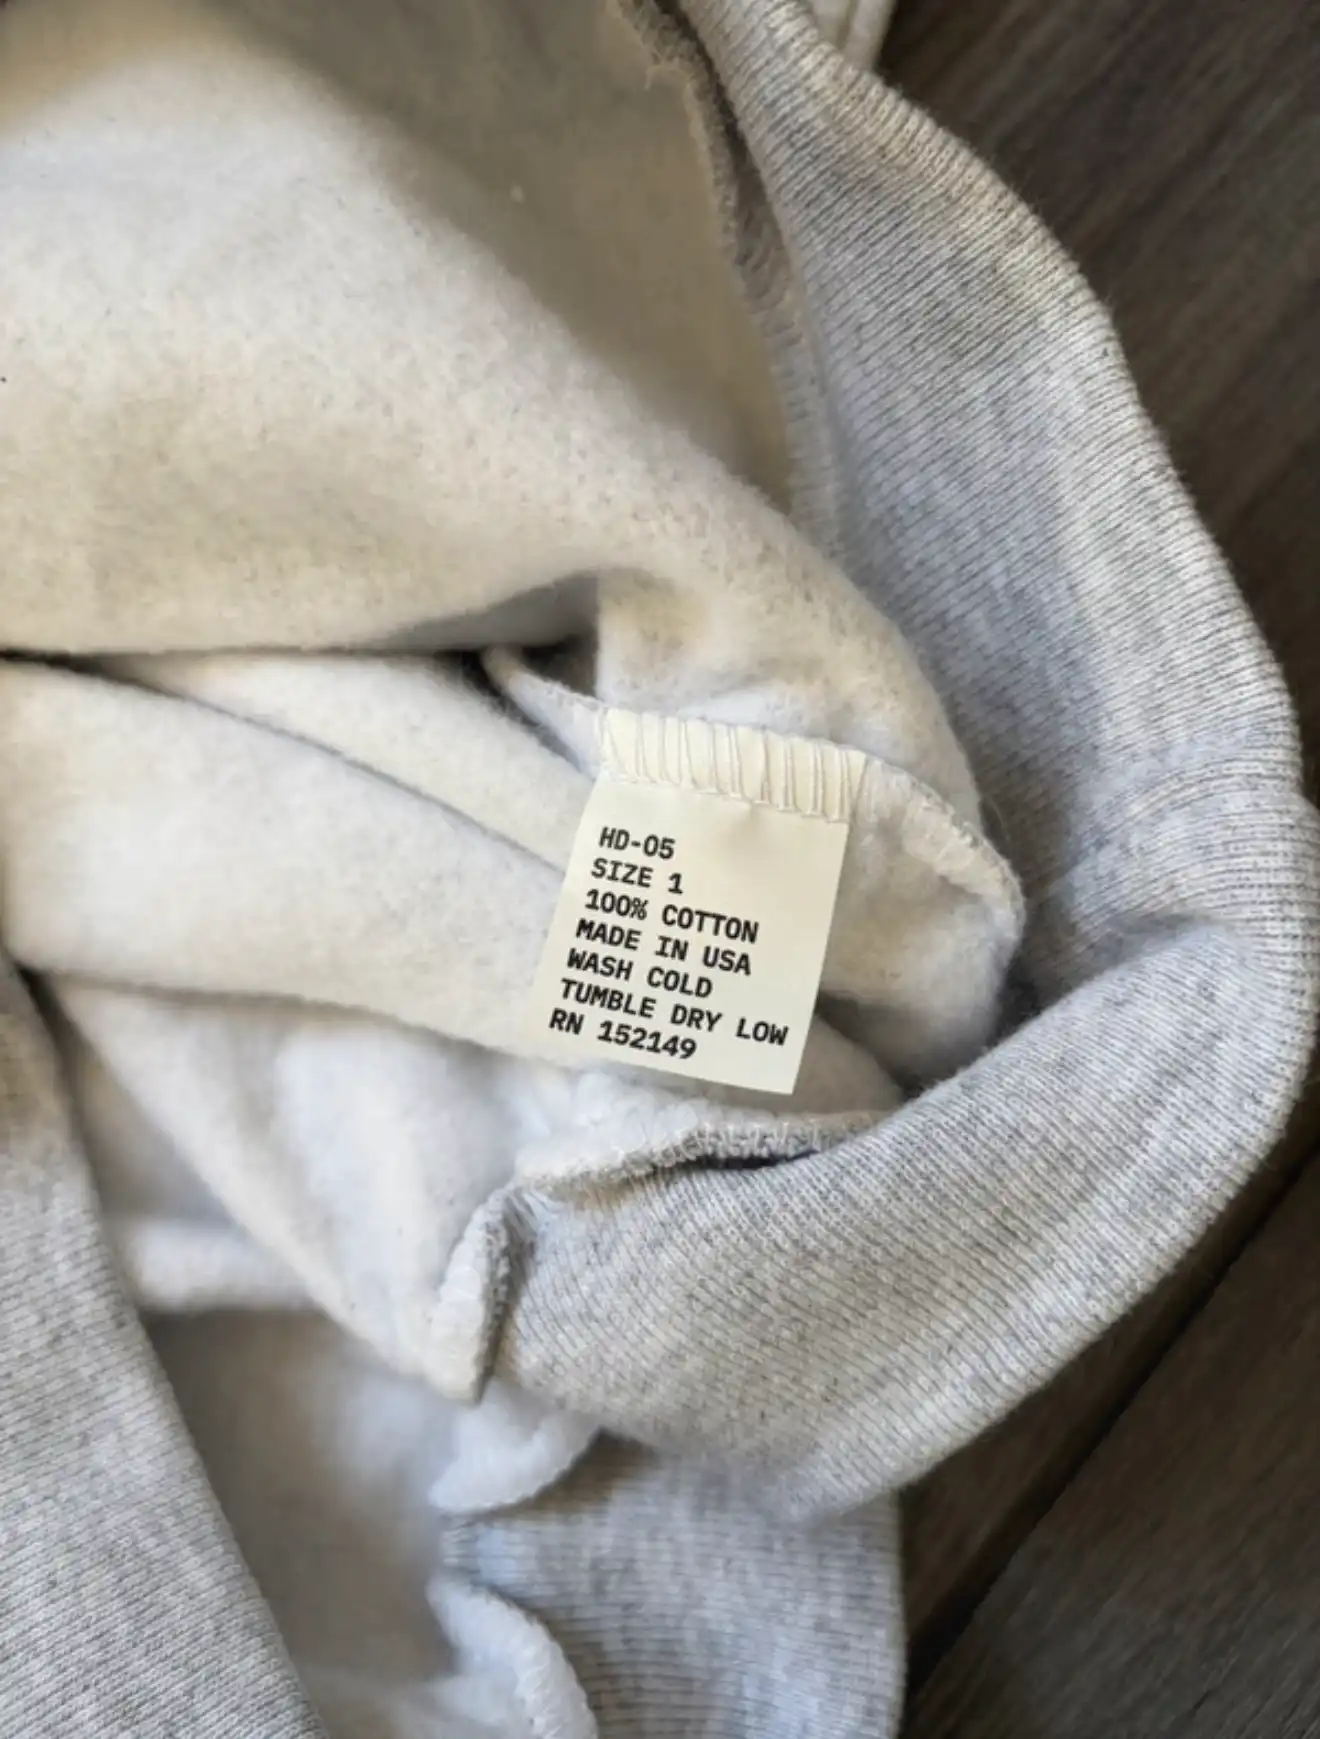 HD-05
SIZE 1
100% COTTON
MADE IN USA
WASH COLD
TUMBLE DRY LOW
RN 152149